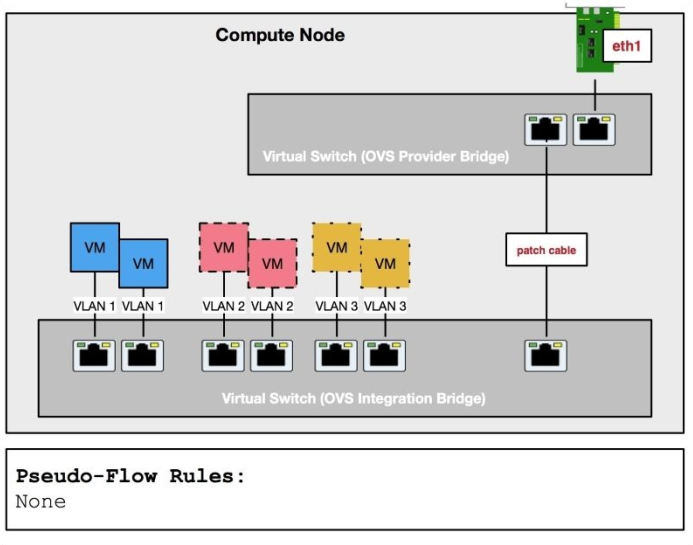 Compute Node
eth1
Virtual Switch (OVS Provider Bridge)
patch cable
VM
VM
VM
VM
VM
VM
VLAN 1 VLAN 1 VLAN 2 VLAN 2 VLAN 3 VLAN 3
Virtual Switch (OVS Integration Bridge)
Pseudo-Flow Rules:
None